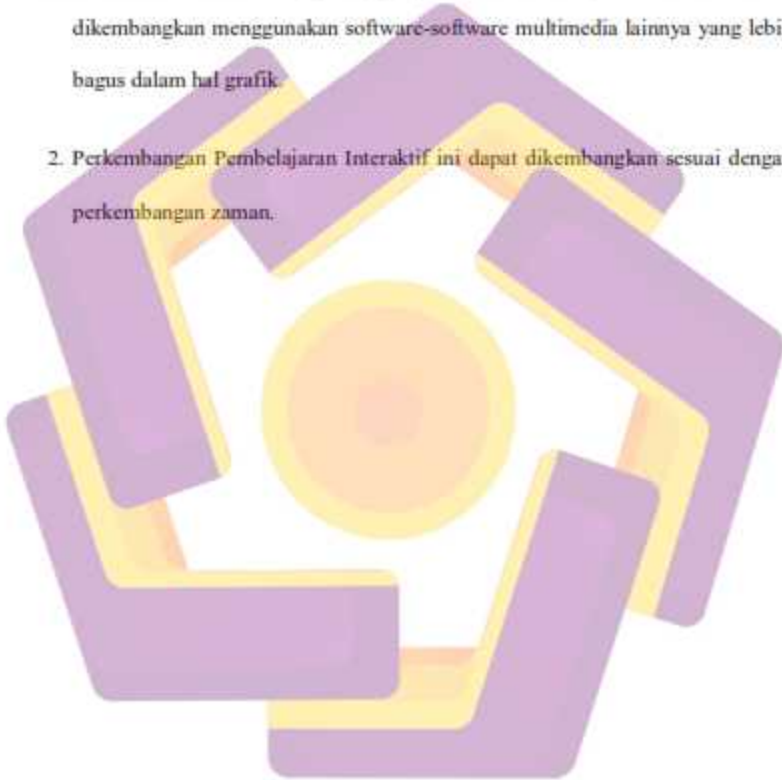 dikembangkan menggunakan software-software multimedia lainnya yang lebi
bagus dalam hal grafik.
2. Perkembangan Pembelajaran Interaktif ini dapat dikembangkan sesuai denga
perkembangan zaman.